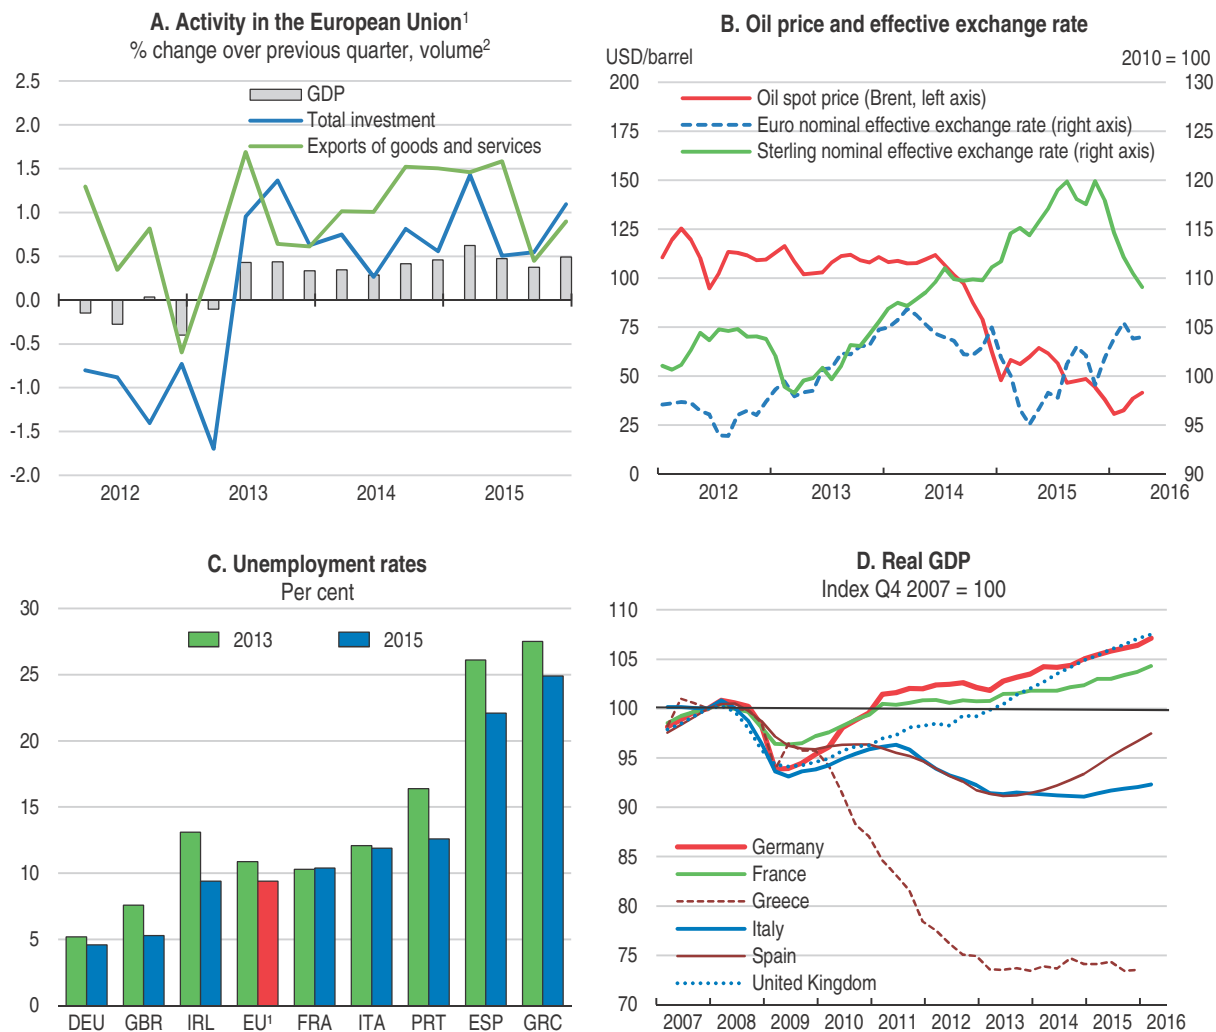 A. Activity in the European Union¹
% change over previous quarter, volume²
2.5
2.0
1.5
1.0
0.5
0.0
-0.5
-1.0
-1.5
-2.0
GDP
Total investment
Exports of goods and services
2012 2013 2014 2015
B. Oil price and effective exchange rate
USD/barrel 2010 = 100
200 130
175 125
150 120
125 115
100 110
75 105
50 100
25 95
0 90
Oil spot price (Brent, left axis)
Euro nominal effective exchange rate (right axis)
Sterling nominal effective exchange rate (right axis)
2012 2013 2014 2015 2016
C. Unemployment rates
Per cent
30
25
20
15
10
5
0
2013 2015
DEU GBR IRL EU¹ FRA ITA PRT ESP GRC
D. Real GDP
Index Q4 2007 = 100
110
105
100
95
90
85
80
75
70
Germany
France
Greece
Italy
Spain
United Kingdom
2007 2008 2009 2010 2011 2012 2013 2014 2015 2016